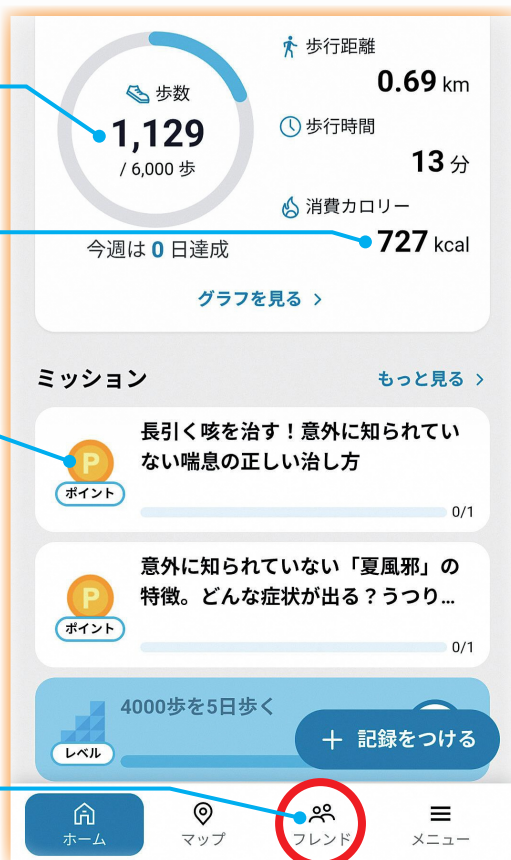 歩数
1,129
/ 6,000 歩
今週は 0 日達成
歩行距離
0.69 km
歩行時間
13 分
消費カロリー
727 kcal
グラフを見る >
ミッション
もっと見る >
長引く咳を治す！意外に知られてい
ない喘息の正しい治し方
P
ポイント
0/1
意外に知られていない「夏風邪」の
特徴。どんな症状が出る？うつり...
P
ポイント
0/1
4000歩を5日歩く
レベル
＋ 記録をつける
ホーム
マップ
フレンド
メニュー